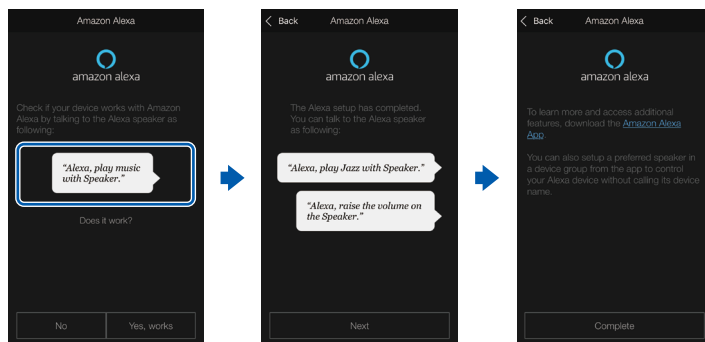 Amazon Alexa
amazon alexa
Check if your device works with Amazon
Alexa by talking to the Alexa speaker as
following:
“Alexa, play music
with Speaker.”
Does it work?
No
Yes, works
Back
Amazon Alexa
amazon alexa
The Alexa setup has completed.
You can talk to the Alexa speaker
as following:
“Alexa, play Jazz with Speaker.”
“Alexa, raise the volume on
the Speaker.”
Next
Back
Amazon Alexa
amazon alexa
To learn more and access additional
features, download the Amazon Alexa
App.
You can also setup a preferred speaker in
a device group from the app to control
your Alexa device without calling its device
name.
Complete